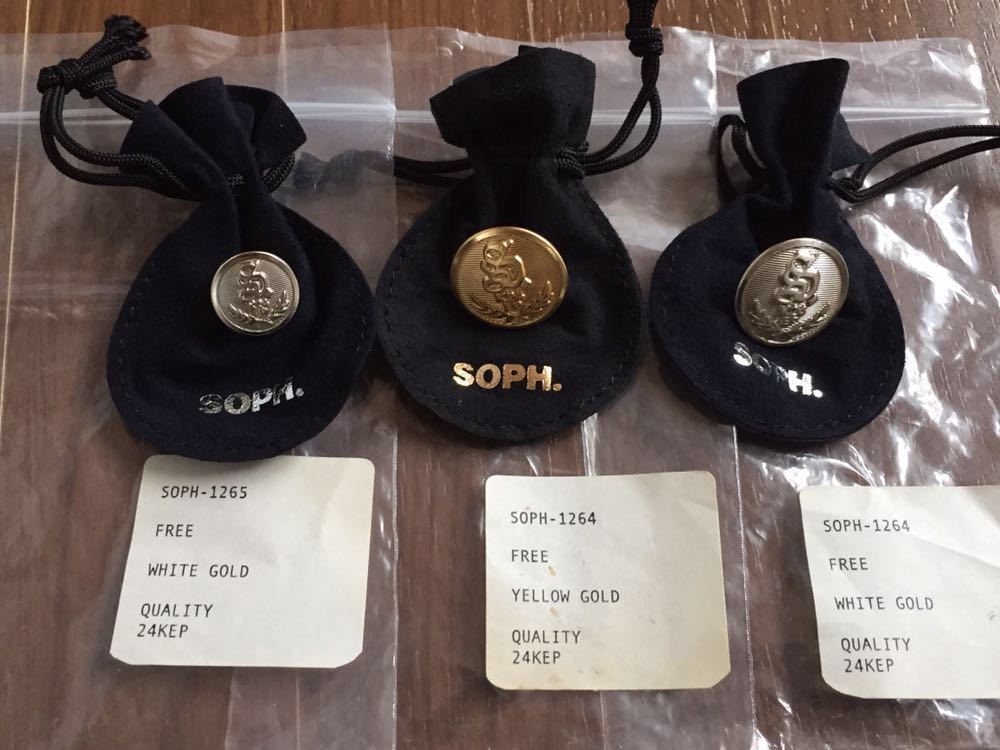 SOPH.
SOPH.
SOPH.
SOPH-1265
FREE
WHITE GOLD
QUALITY
24KEP
SOPH-1264
FREE
YELLOW GOLD
QUALITY
24KEP
SOPH-1264
FREE
WHITE GOLD
QUALITY
24KEP